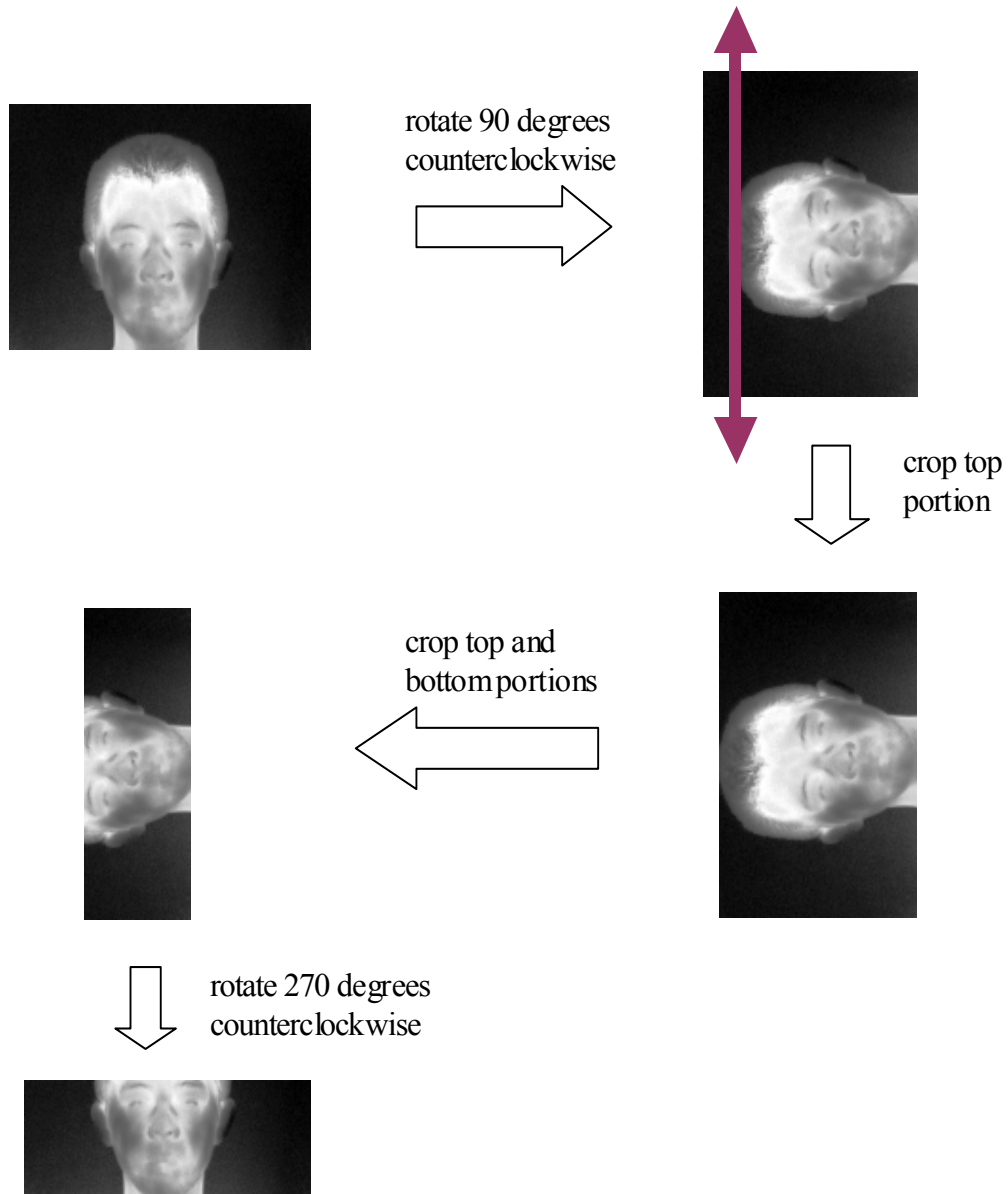 rotate 90 degrees
counterclockwise
crop top
portion
crop top and
bottom portions
rotate 270 degrees
counterclockwise